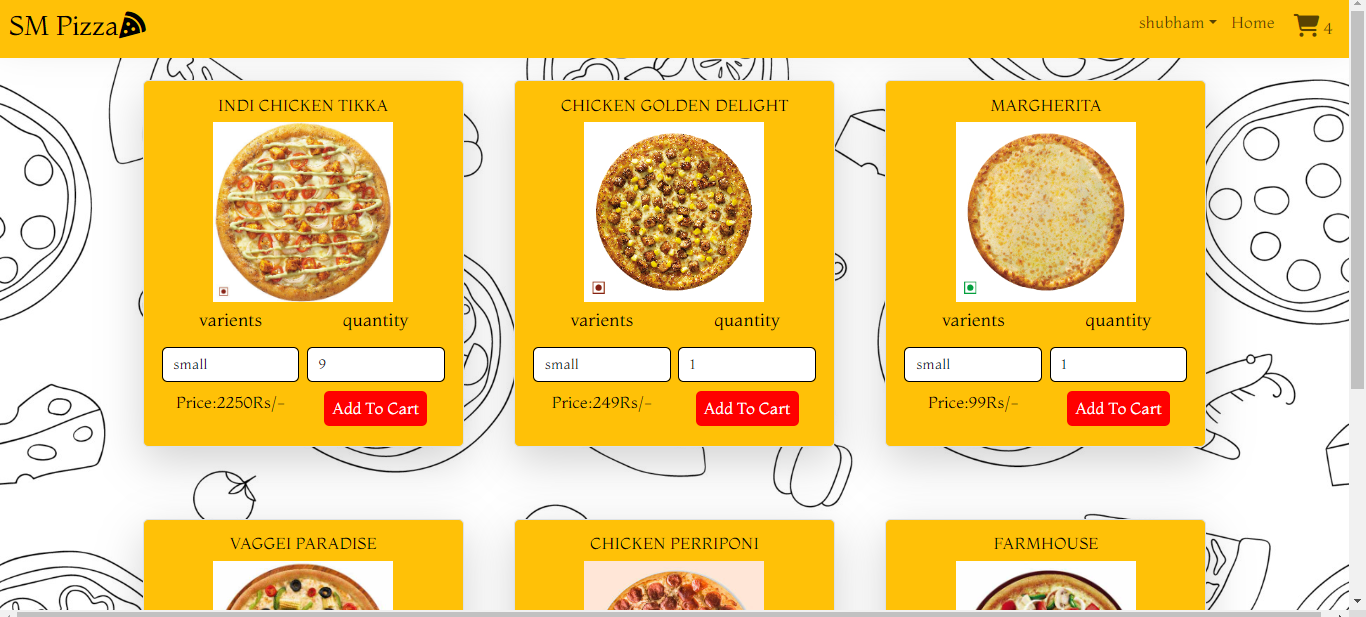 SM Pizza
shubham Home 4
INDI CHICKEN TIKKA CHICKEN GOLDEN DELIGHT MARGHERITA
varients quantity varients quantity varients quantity
small 9 small 1 small 1
Price:2250Rs/- Add To Cart Price:249Rs/- Add To Cart Price:99Rs/- Add To Cart
VAGGEI PARADISE CHICKEN PERRIPONI FARMHOUSE